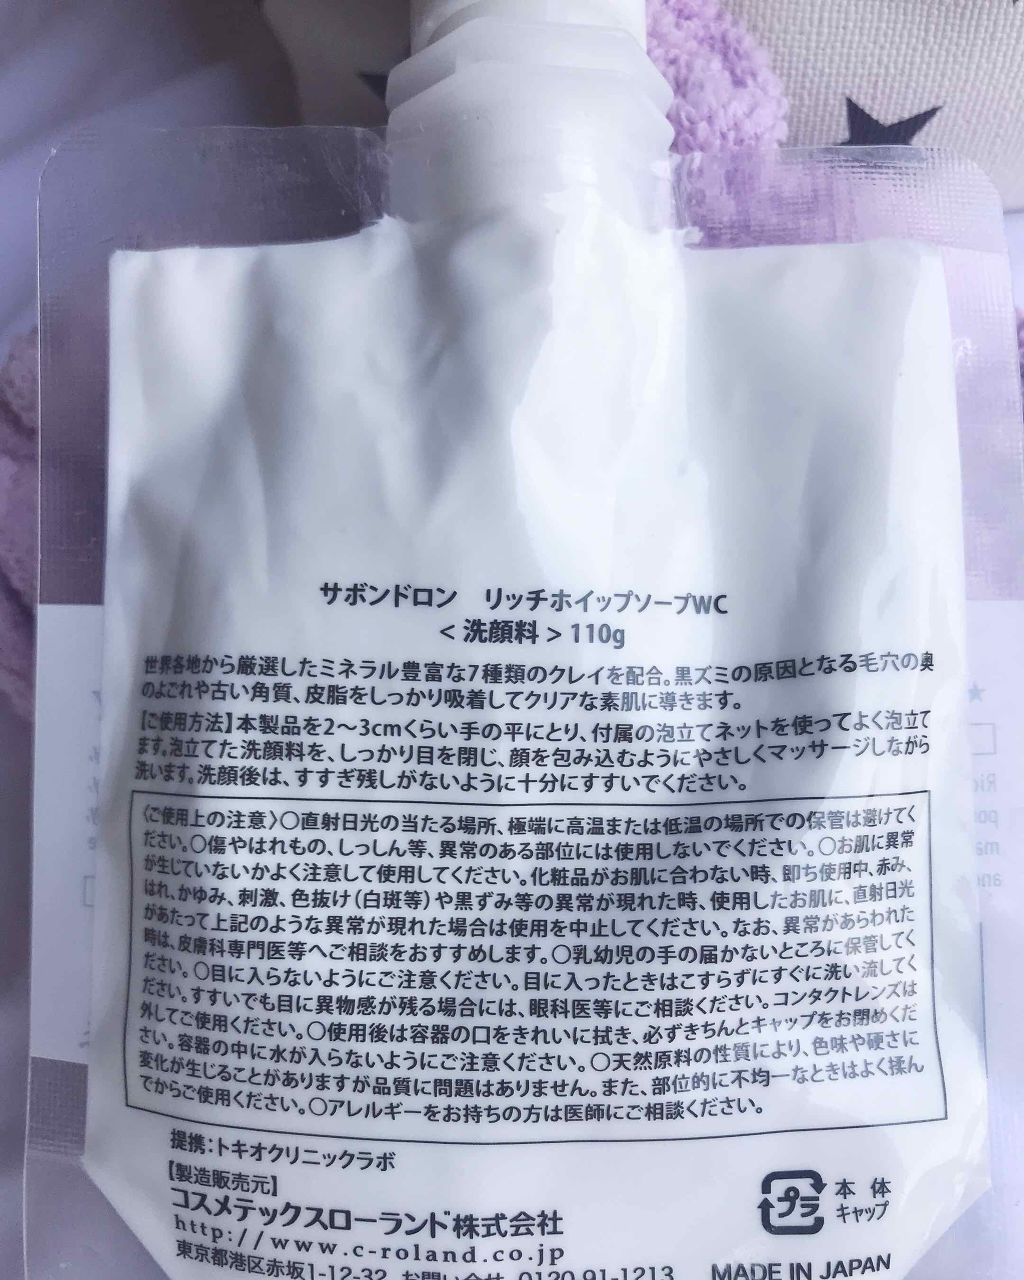 サボンドロン　リッチホイップソープWC
＜洗顔料＞110g
世界各地から厳選したミネラル豊富な7種類のクレイを配合。黒ズミの原因となる毛穴の奥
のよごれや古い角質、皮脂をしっかり吸着してクリアな素肌に導きます。
【ご使用方法】本製品を2〜3cmくらい手の平にとり、付属の泡立てネットを使ってよく泡立て
ます。泡立てた洗顔料を、しっかり目を閉じ、顔を包み込むようにやさしくマッサージしながら
洗います。洗顔後は、すすぎ残しがないように十分にすすいでください。
〈ご使用上の注意〉○直射日光の当たる場所、極端に高温または低温の場所での保管は避けてく
ださい。○傷やはれもの、しっしん等、異常のある部位には使用しないでください。○お肌に異常
が生じていないかよく注意して使用してください。化粧品がお肌に合わない時、即ち使用中、赤み、
はれ、かゆみ、刺激、色抜け（白斑等）や黒ずみ等の異常が現れた時、使用したお肌に、直射日光
があたって上記のような異常が現れた場合は使用を中止してください。なお、異常があらわれた
時は、皮膚科専門医等へご相談をおすすめします。○乳幼児の手の届かないところに保管してく
ださい。○目に入らないようにご注意ください。目に入ったときはこすらずにすぐに洗い流してく
ださい。すすいでも目に異物感が残る場合には、眼科医等にご相談ください。コンタクトレンズは
外してご使用ください。○使用後は容器の口をきれいに拭き、必ずきちんとキャップをお閉めくだ
さい。容器の中に水が入らないようにご注意ください。○天然原料の性質により、色味や硬さに
変化が生じることがありますが品質に問題はありません。また、部位的に不均一なときはよく揉ん
でからご使用ください。○アレルギーをお持ちの方は医師にご相談ください。
提携：トキオクリニックラボ
【製造販売元】
コスメテックスローランド株式会社
http://www.c-roland.co.jp
東京都港区赤坂1-12-32 お問い合せ 0120 91-1213
プラ
本体
キャップ
MADE IN JAPAN